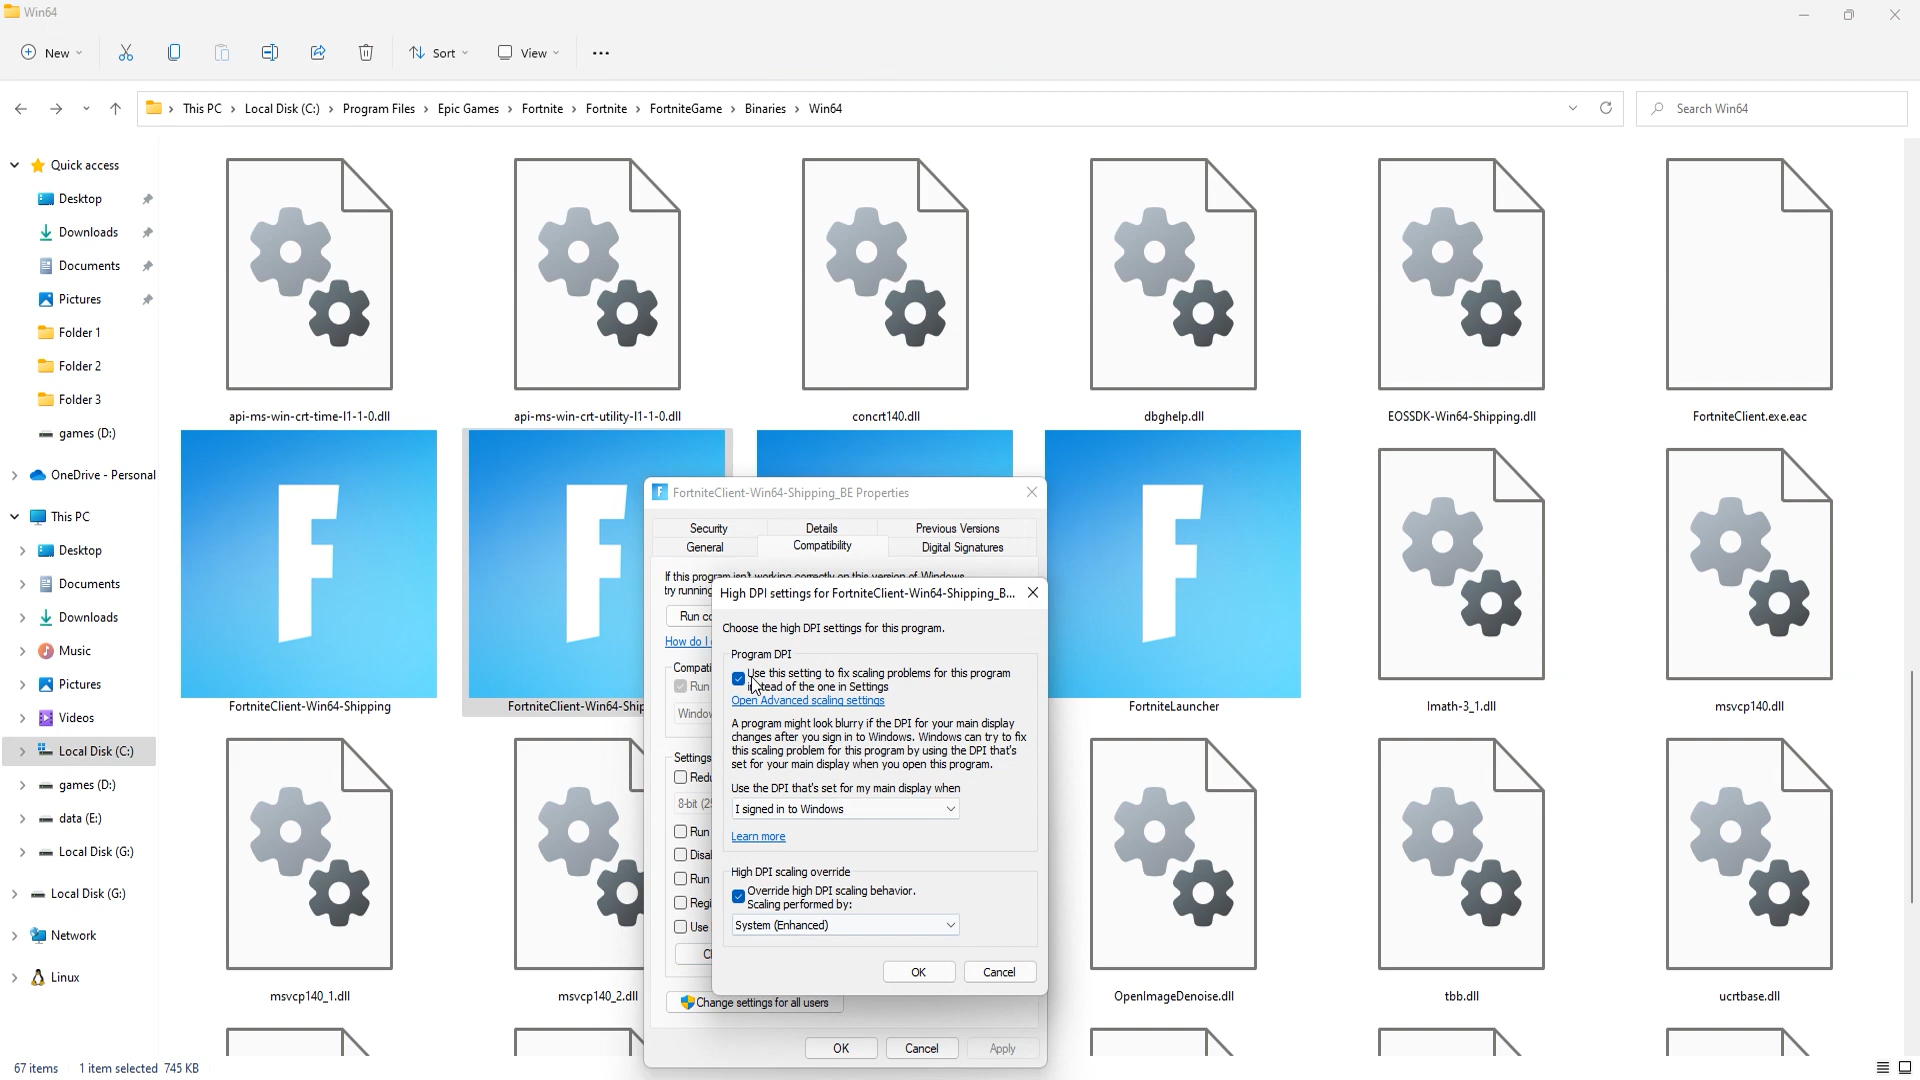 Win64
New
Sort
View
This PC > Local Disk (C:) > Program Files > Epic Games > Fortnite > Fortnite > FortniteGame > Binaries > Win64
Search Win64
Quick access
Desktop
Downloads
Documents
Pictures
Folder 1
Folder 2
Folder 3
games (D:)
OneDrive - Personal
This PC
Desktop
Documents
Downloads
Music
Pictures
Videos
Local Disk (C:)
games (D:)
data (E:)
Local Disk (G:)
Local Disk (G:)
Network
Linux
api-ms-win-crt-time-l1-1-0.dll
api-ms-win-crt-utility-l1-1-0.dll
concrt140.dll
dbghelp.dll
EOSSDK-Win64-Shipping.dll
FortniteClient.exe.eac
FortniteClient-Win64-Shipping
FortniteClient-Win64-Ship
FortniteLauncher
Imath-3_1.dll
msvcp140.dll
msvcp140_1.dll
msvcp140_2.dll
OpenImageDenoise.dll
tbb.dll
ucrtbase.dll
FortniteClient-Win64-Shipping_BE Properties
Security
Details
Previous Versions
General
Compatibility
Digital Signatures
If this program isn't working correctly on this version of Windows,
try running
Run co
How do I
Compati
Run
Window
Settings
Redu
8-bit (25
Run
Disal
Run
Regi
Use
C
Change settings for all users
OK
Cancel
Apply
High DPI settings for FortniteClient-Win64-Shipping_B...
Choose the high DPI settings for this program.
Program DPI
Use this setting to fix scaling problems for this program
instead of the one in Settings
Open Advanced scaling settings
A program might look blurry if the DPI for your main display
changes after you sign in to Windows. Windows can try to fix
this scaling problem for this program by using the DPI that's
set for your main display when you open this program.
Use the DPI that's set for my main display when
I signed in to Windows
Learn more
High DPI scaling override
Override high DPI scaling behavior.
Scaling performed by:
System (Enhanced)
OK
Cancel
67 items
1 item selected 745 KB